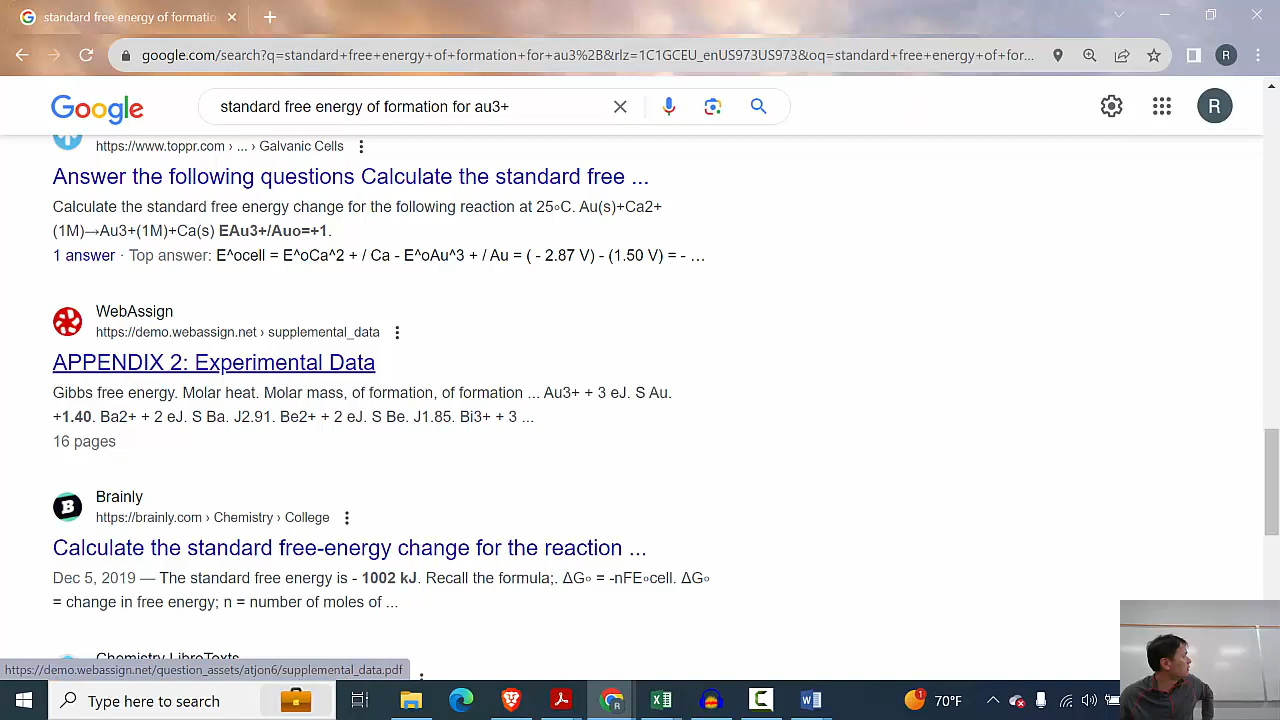 standard free energy of formatio
google.com/search?q=standard+free+energy+of+formation+for+au3%2B&rlz=1C1GCEU_enUS973US973&oq=standard+free+energy+of+for...
R
Google
standard free energy of formation for au3+
R
https://www.toppr.com › ... › Galvanic Cells
Answer the following questions Calculate the standard free ...
Calculate the standard free energy change for the following reaction at 25∘C. Au(s)+Ca2+
(1M)→Au3+(1M)+Ca(s) EAu3+/Auo=+1.
1 answer · Top answer: E^ocell = E^oCa^2 + / Ca - E^oAu^3 + / Au = ( - 2.87 V) - (1.50 V) = - …
WebAssign
https://demo.webassign.net › supplemental_data
APPENDIX 2: Experimental Data
Gibbs free energy. Molar heat. Molar mass, of formation, of formation ... Au3+ + 3 eJ. S Au.
+1.40. Ba2+ + 2 eJ. S Ba. J2.91. Be2+ + 2 eJ. S Be. J1.85. Bi3+ + 3 ...
16 pages
B
Brainly
https://brainly.com › Chemistry › College
Calculate the standard free-energy change for the reaction ...
Dec 5, 2019 — The standard free energy is - 1002 kJ. Recall the formula;. ΔG∘ = -nFE∘cell. ΔG∘
= change in free energy; n = number of moles of ...
Chemistry LibreTexts
https://demo.webassign.net/question_assets/atjon6/supplemental_data.pdf
Type here to search
1
70°F